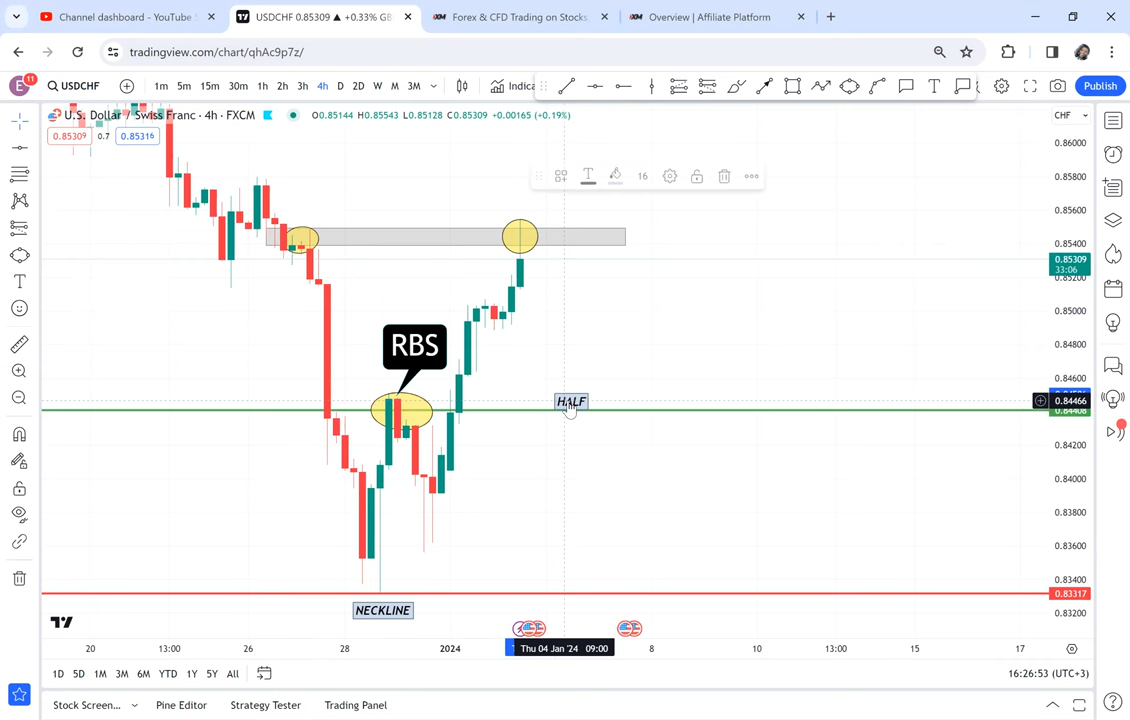 Channel dashboard - YouTube
USDCHF 0.85309 ▲ +0.33% GB
Forex & CFD Trading on Stocks,
Overview | Affiliate Platform
tradingview.com/chart/qhAc9p7z/
E 11
USDCHF
1m 5m 15m 30m 1h 2h 3h 4h D 2D W M 3M
Indica
Publish
U.S. Dollar / Swiss Franc · 4h · FXCM
O0.85144 H0.85543 L0.85128 C0.85309 +0.00165 (+0.19%)
CHF
0.85309 0.7 0.85316
16
0.86000
0.85800
0.85600
0.85400
0.85309
33:06
0.85200
0.85000
0.84800
0.84600
0.84466
0.84408
0.84200
0.84000
0.83800
0.83600
0.83400
0.83317
0.83200
RBS
HALF
NECKLINE
20 13:00 26 28 2024 Thu 04 Jan '24 09:00 8 10 13:00 15 17
1D 5D 1M 3M 6M YTD 1Y 5Y All
16:26:53 (UTC+3)
Stock Screen... Pine Editor Strategy Tester Trading Panel